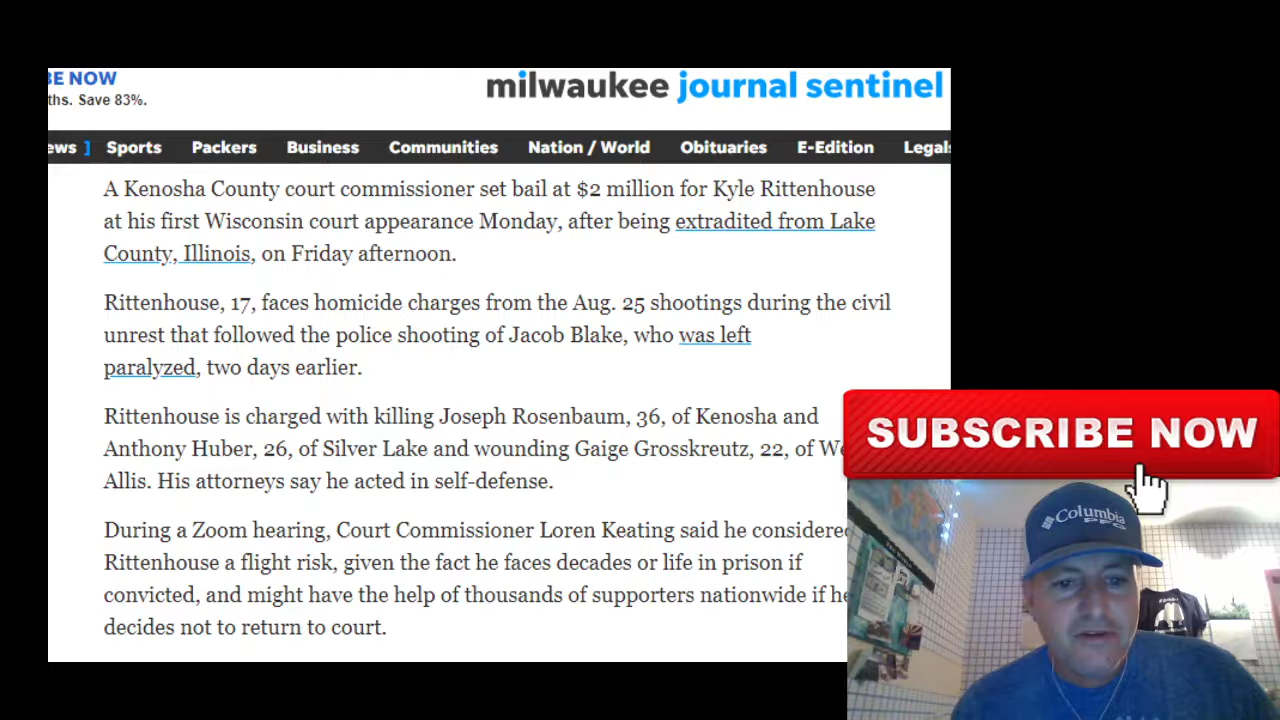 BE NOW
ths. Save 83%.
milwaukee journal sentinel
ews ] Sports Packers Business Communities Nation / World Obituaries E-Edition Legals
A Kenosha County court commissioner set bail at $2 million for Kyle Rittenhouse
at his first Wisconsin court appearance Monday, after being extradited from Lake
County, Illinois, on Friday afternoon.
Rittenhouse, 17, faces homicide charges from the Aug. 25 shootings during the civil
unrest that followed the police shooting of Jacob Blake, who was left
paralyzed, two days earlier.
Rittenhouse is charged with killing Joseph Rosenbaum, 36, of Kenosha and
Anthony Huber, 26, of Silver Lake and wounding Gaige Grosskreutz, 22, of We
Allis. His attorneys say he acted in self-defense.
During a Zoom hearing, Court Commissioner Loren Keating said he considered
Rittenhouse a flight risk, given the fact he faces decades or life in prison if
convicted, and might have the help of thousands of supporters nationwide if he
decides not to return to court.
SUBSCRIBE NOW
Columbia
PFG